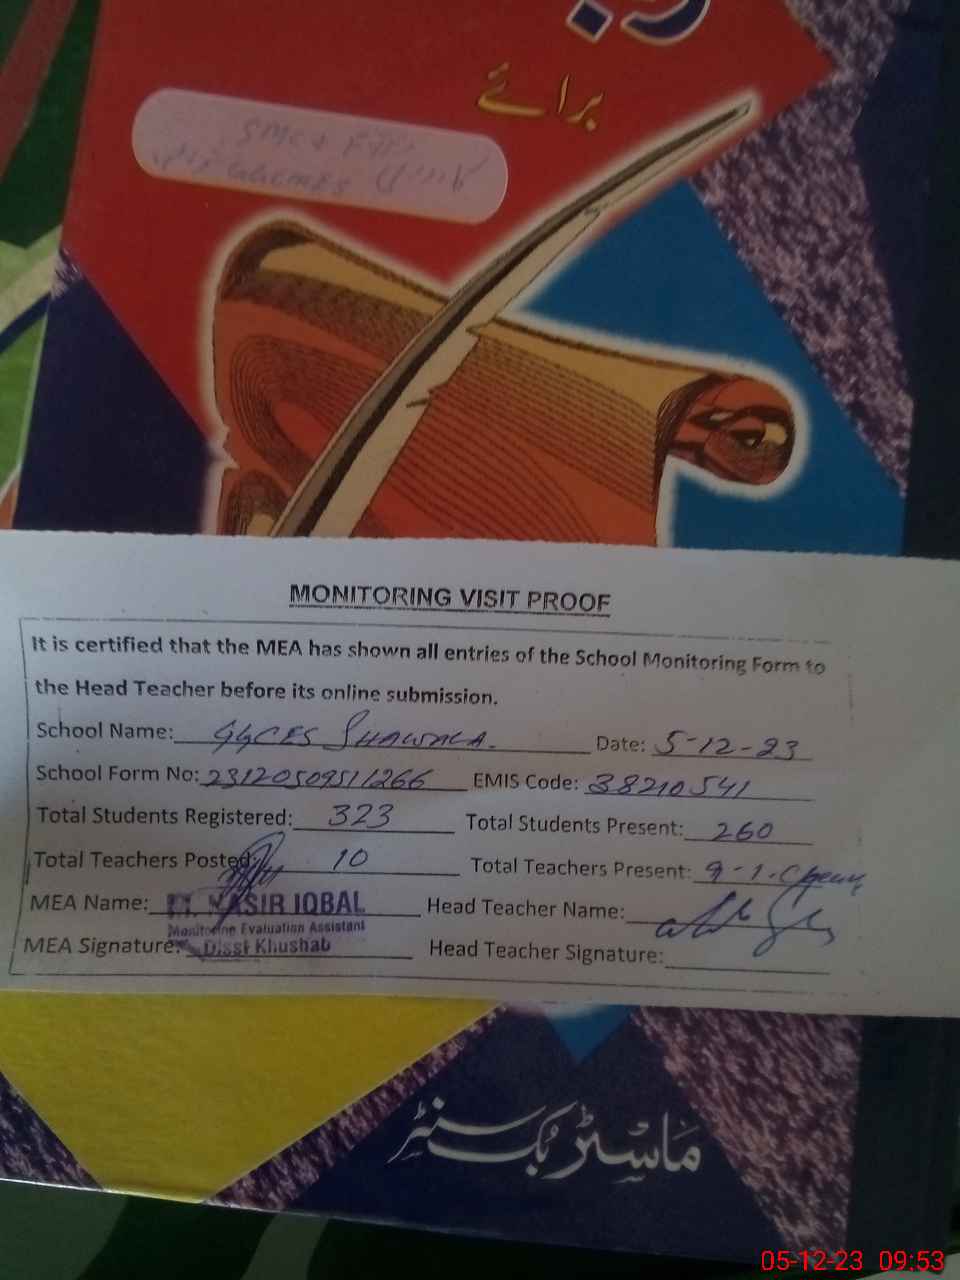 برائے
MONITORING VISIT PROOF
It is certified that the MEA has shown all entries of the School Monitoring Form to
the Head Teacher before its online submission.
School Name: GGCES SHAWALA. Date: 5-12-23
School Form No: 23120509511266 EMIS Code: 38210541
Total Students Registered: 323 Total Students Present: 260
Total Teachers Posted: 10 Total Teachers Present: 9-1-
MEA Name: M. NASIR IQBAL Head Teacher Name:
Monitoring Evaluation Assistant
MEA Signature: Disst Khushab Head Teacher Signature:
ماسٹر بک سنٹر
05-12-23 09:53